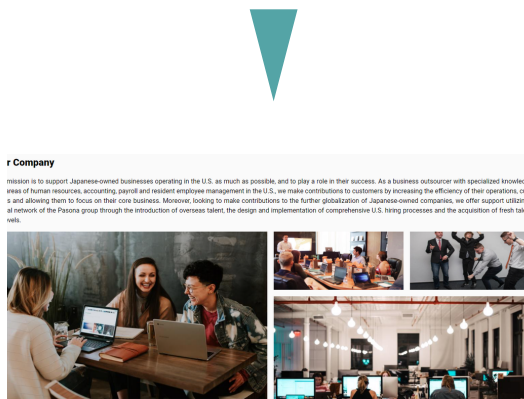 r Company
mission is to support Japanese-owned businesses operating in the U.S. as much as possible, and to play a role in their success. As a business outsourcer with specialized
areas of human resources, accounting, payroll and resident employee management in the U.S., we make contributions to customers by increasing the efficiency of their operations,
s and allowing them to focus on their core business. Moreover, looking to make contributions to the further globalization of Japanese-owned companies, we offer support
al network of the Pasona group through the introduction of overseas talent, the design and implementation of comprehensive U.S. hiring processes and the acquisition of fresh
vels.